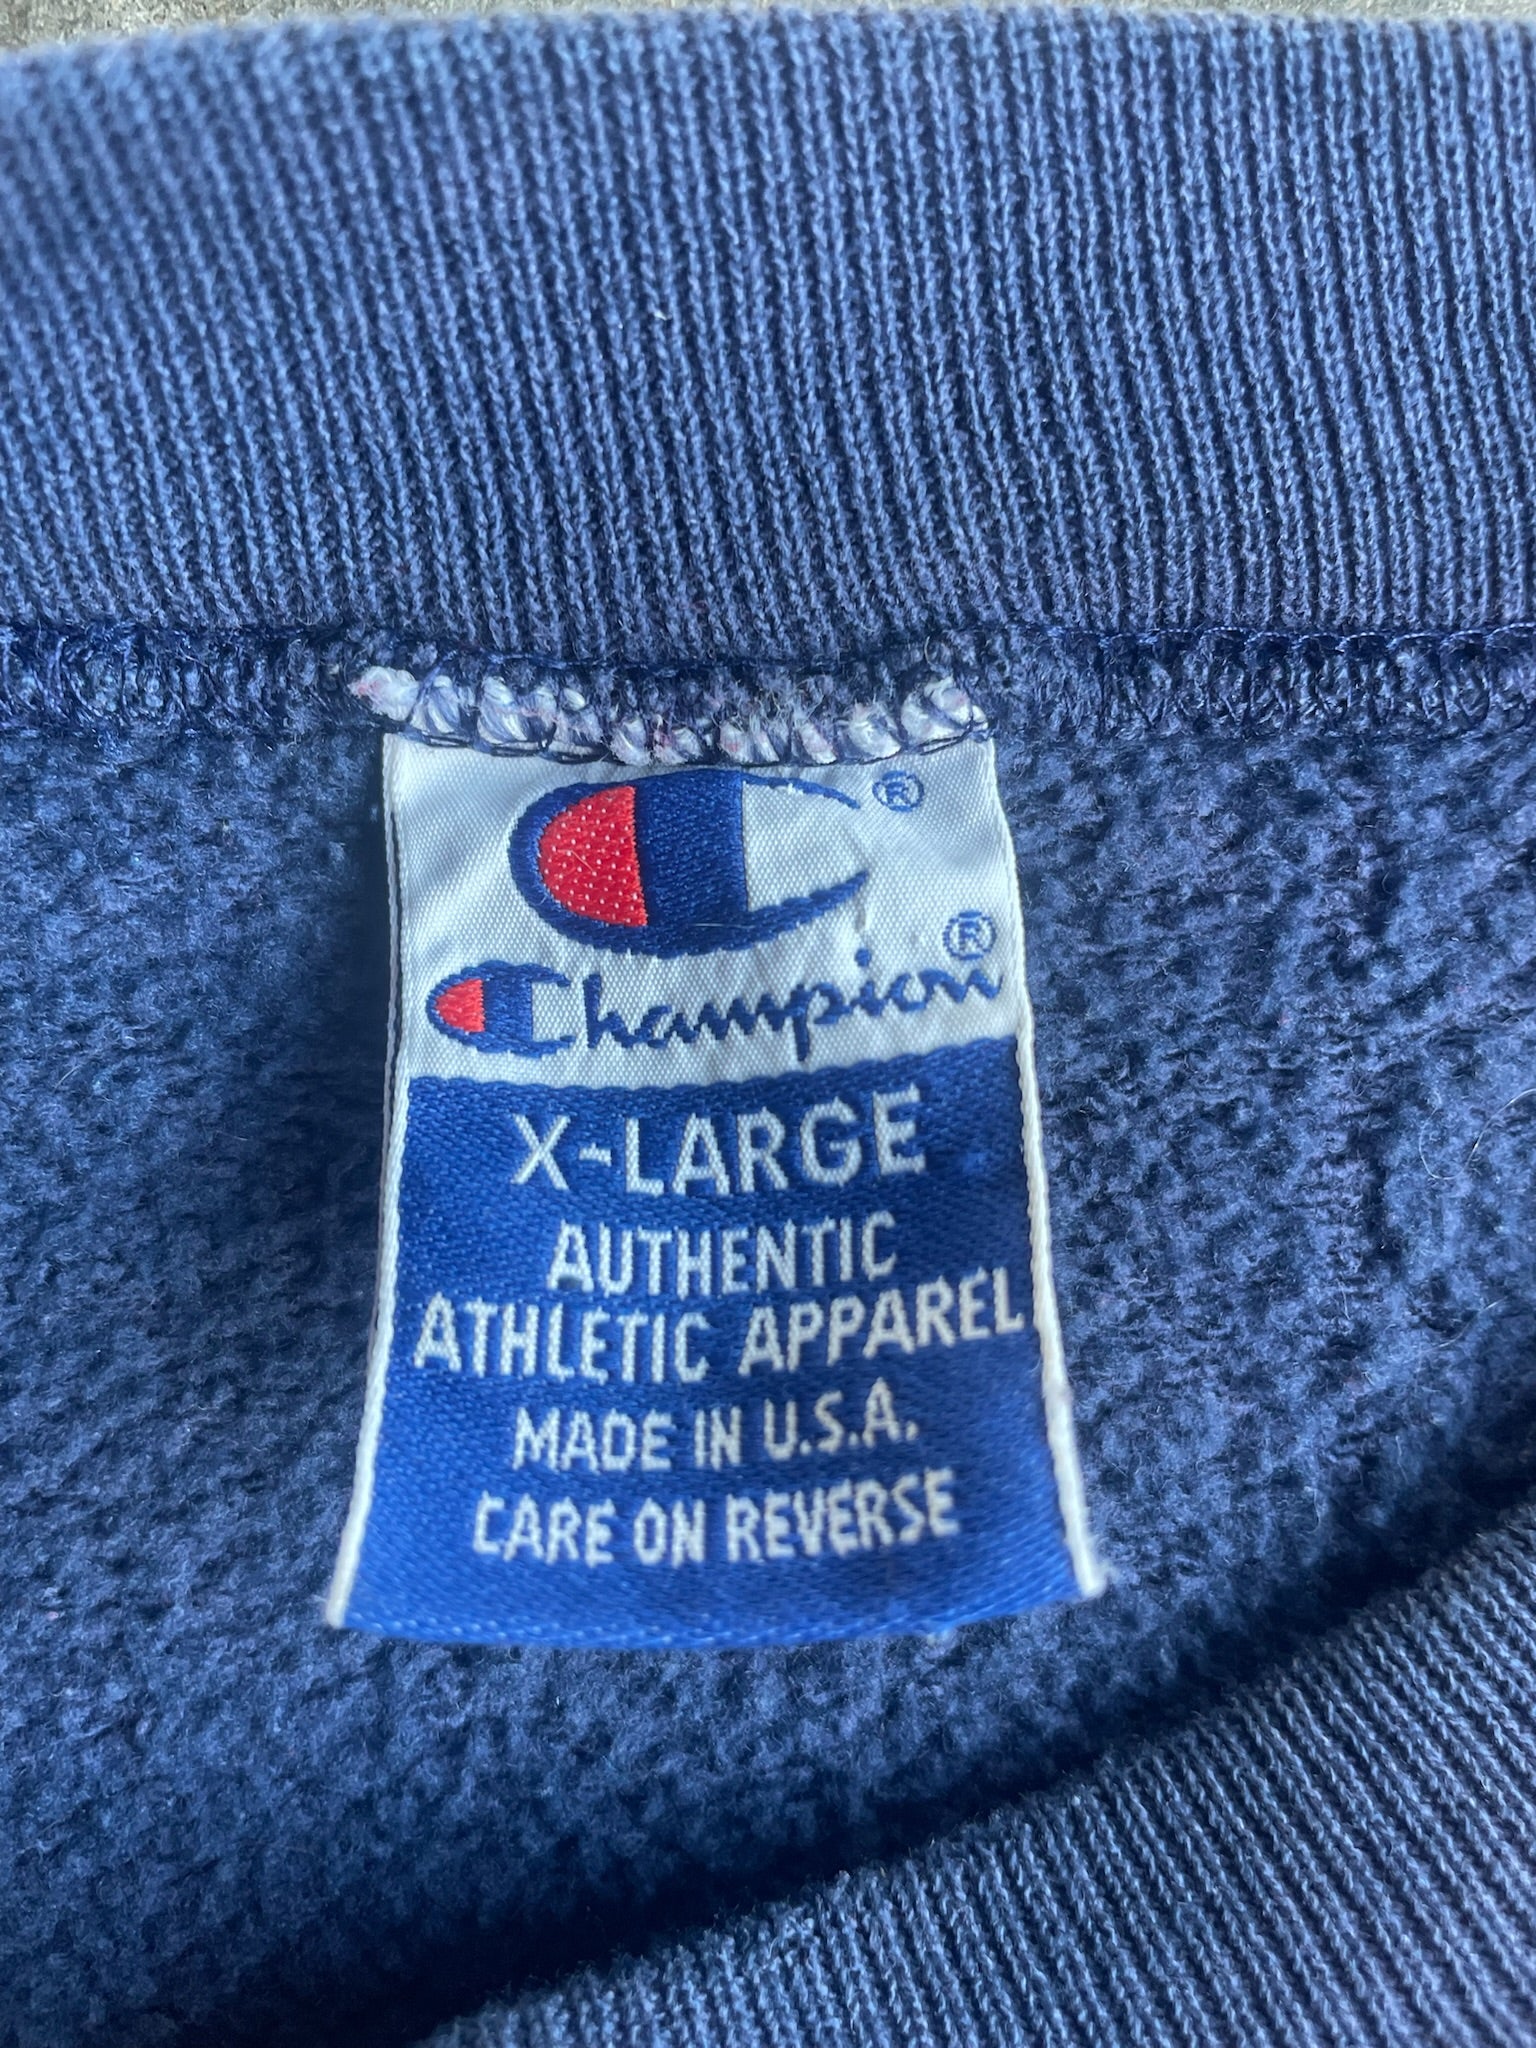 ®
Champion®
X-LARGE
AUTHENTIC
ATHLETIC APPAREL
MADE IN U.S.A.
CARE ON REVERSE